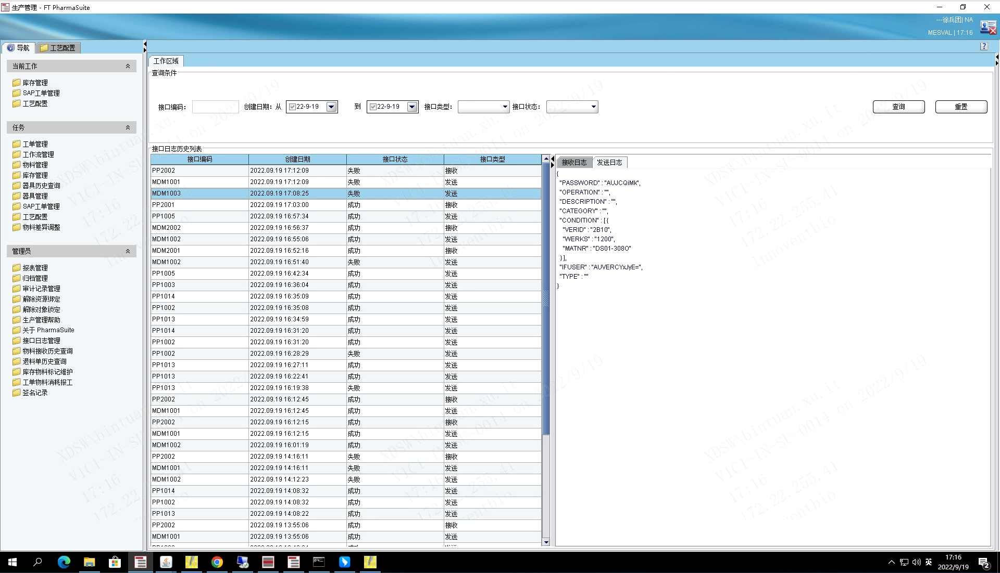 生产管理 - FT PharmaSuite
---徐兵团| NA
MESVAL | 17:16
导航
工艺配置
当前工作
库存管理
SAP工单管理
工艺配置
任务
工单管理
工作流管理
物料管理
库存管理
器具历史查询
器具管理
SAP工单管理
工艺配置
物料差异调整
管理员
报表管理
归档管理
审计记录管理
解除资源绑定
解除对象锁定
生产管理帮助
关于 PharmaSuite
接口日志管理
物料接收历史查询
退料单历史查询
库存物料标记维护
工单物料消耗报工
签名记录
工作区域
查询条件
接口编码： 创建日期：从 22-9-19 到 22-9-19 接口类型： 接口状态： 查询 重置
接口日志历史列表
接口编码 创建日期 接口状态 接口类型
PP2002 2022.09.19 17:12:09 失败 接收
MDM1001 2022.09.19 17:12:09 失败 发送
MDM1003 2022.09.19 17:08:25 失败 发送
PP2001 2022.09.19 17:03:00 成功 接收
PP1005 2022.09.19 16:57:34 成功 发送
MDM2002 2022.09.19 16:56:37 成功 接收
MDM1002 2022.09.19 16:55:06 成功 发送
MDM2001 2022.09.19 16:52:16 成功 接收
MDM1002 2022.09.19 16:51:40 失败 发送
PP1005 2022.09.19 16:42:34 成功 发送
PP1003 2022.09.19 16:36:04 成功 发送
PP1014 2022.09.19 16:35:09 成功 发送
PP1002 2022.09.19 16:35:08 成功 发送
PP1013 2022.09.19 16:34:59 成功 发送
PP1014 2022.09.19 16:31:20 成功 发送
PP1002 2022.09.19 16:31:20 成功 发送
PP1002 2022.09.19 16:28:29 失败 发送
PP1013 2022.09.19 16:27:11 成功 发送
PP1013 2022.09.19 16:22:41 成功 发送
PP1013 2022.09.19 16:19:38 失败 发送
PP2002 2022.09.19 16:12:45 成功 接收
MDM1001 2022.09.19 16:12:45 成功 发送
PP2002 2022.09.19 16:12:15 成功 接收
MDM1001 2022.09.19 16:12:15 成功 发送
MDM1002 2022.09.19 16:01:19 成功 发送
PP2002 2022.09.19 14:16:11 失败 接收
MDM1001 2022.09.19 14:16:11 失败 发送
MDM1002 2022.09.19 14:12:23 失败 发送
PP1014 2022.09.19 14:08:32 成功 发送
PP1002 2022.09.19 14:08:32 成功 发送
PP1013 2022.09.19 14:08:22 成功 发送
PP2002 2022.09.19 13:55:06 成功 接收
MDM1001 2022.09.19 13:55:06 成功 发送
接收日志 发送日志
{
"PASSWORD" : "AUJCQiMk",
"OPERATION" : "",
"DESCRIPTION" : "",
"CATEGORY" : "",
"CONDITION" : [ {
"VERID" : "2B10",
"WERKS" : "1200",
"MATNR" : "DS01-308O"
} ],
"IFUSER" : "AUVERCYxJyE=",
"TYPE" : ""
}
XDSW\bintuan.xu.it
V1C1-IN-SL-0014 on 2022/9/19
17:16
172.22.255.41
Innoventbio
英
17:16
2022/9/19
2